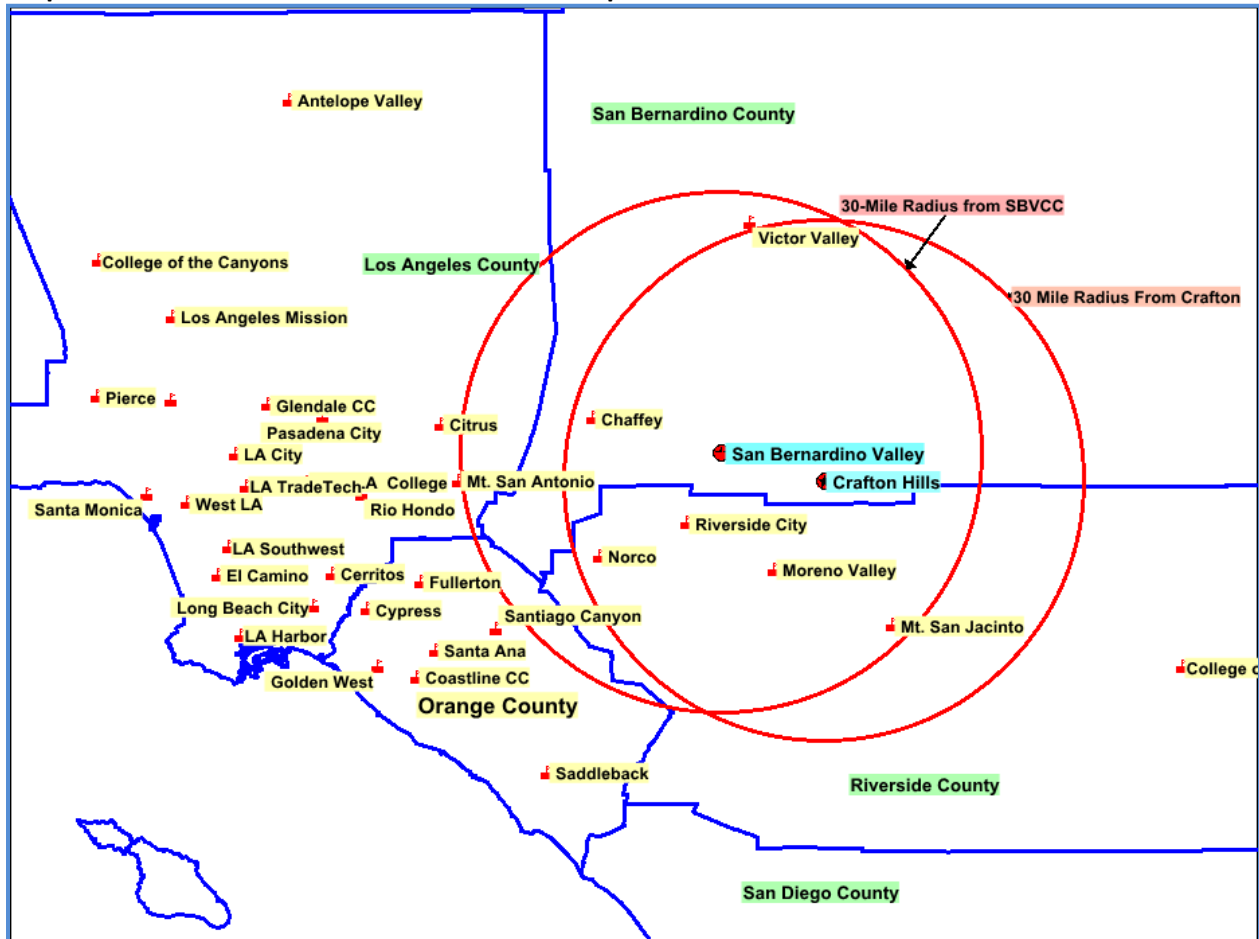 Antelope Valley
San Bernardino County
30-Mile Radius from SBVCC
Victor Valley
College of the Canyons
Los Angeles County
30 Mile Radius From Crafton
Los Angeles Mission
Pierce
Glendale CC
Pasadena City
Citrus
Chaffey
LA City
San Bernardino Valley
LA TradeTech
A College
Mt. San Antonio
Crafton Hills
Santa Monica
West LA
Rio Hondo
Riverside City
LA Southwest
Norco
El Camino
Cerritos
Fullerton
Moreno Valley
Long Beach City
Cypress
Santiago Canyon
Mt. San Jacinto
LA Harbor
Santa Ana
College o
Golden West
Coastline CC
Orange County
Saddleback
Riverside County
San Diego County